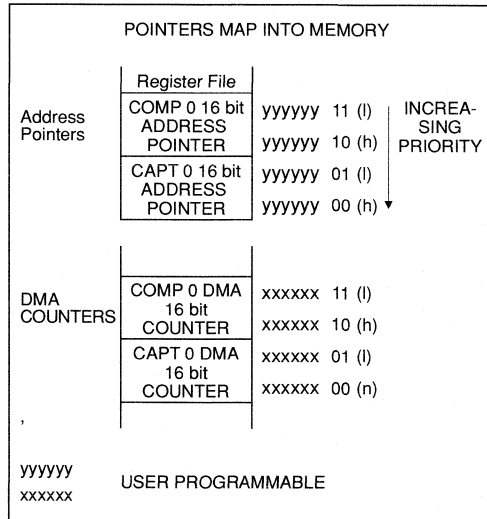 POINTERS MAP INTO MEMORY
Register File
Address
Pointers
COMP 0 16 bit
ADDRESS
POINTER
CAPT 0 16 bit
ADDRESS
POINTER
yyyyyy 11 (l)
yyyyyy 10 (h)
yyyyyy 01 (l)
yyyyyy 00 (h)
INCREA-
SING
PRIORITY
DMA
COUNTERS
COMP 0 DMA
16 bit
COUNTER
CAPT 0 DMA
16 bit
COUNTER
xxxxxx 11 (l)
xxxxxx 10 (h)
xxxxxx 01 (l)
xxxxxx 00 (n)
,
yyyyyy
xxxxxx
USER PROGRAMMABLE